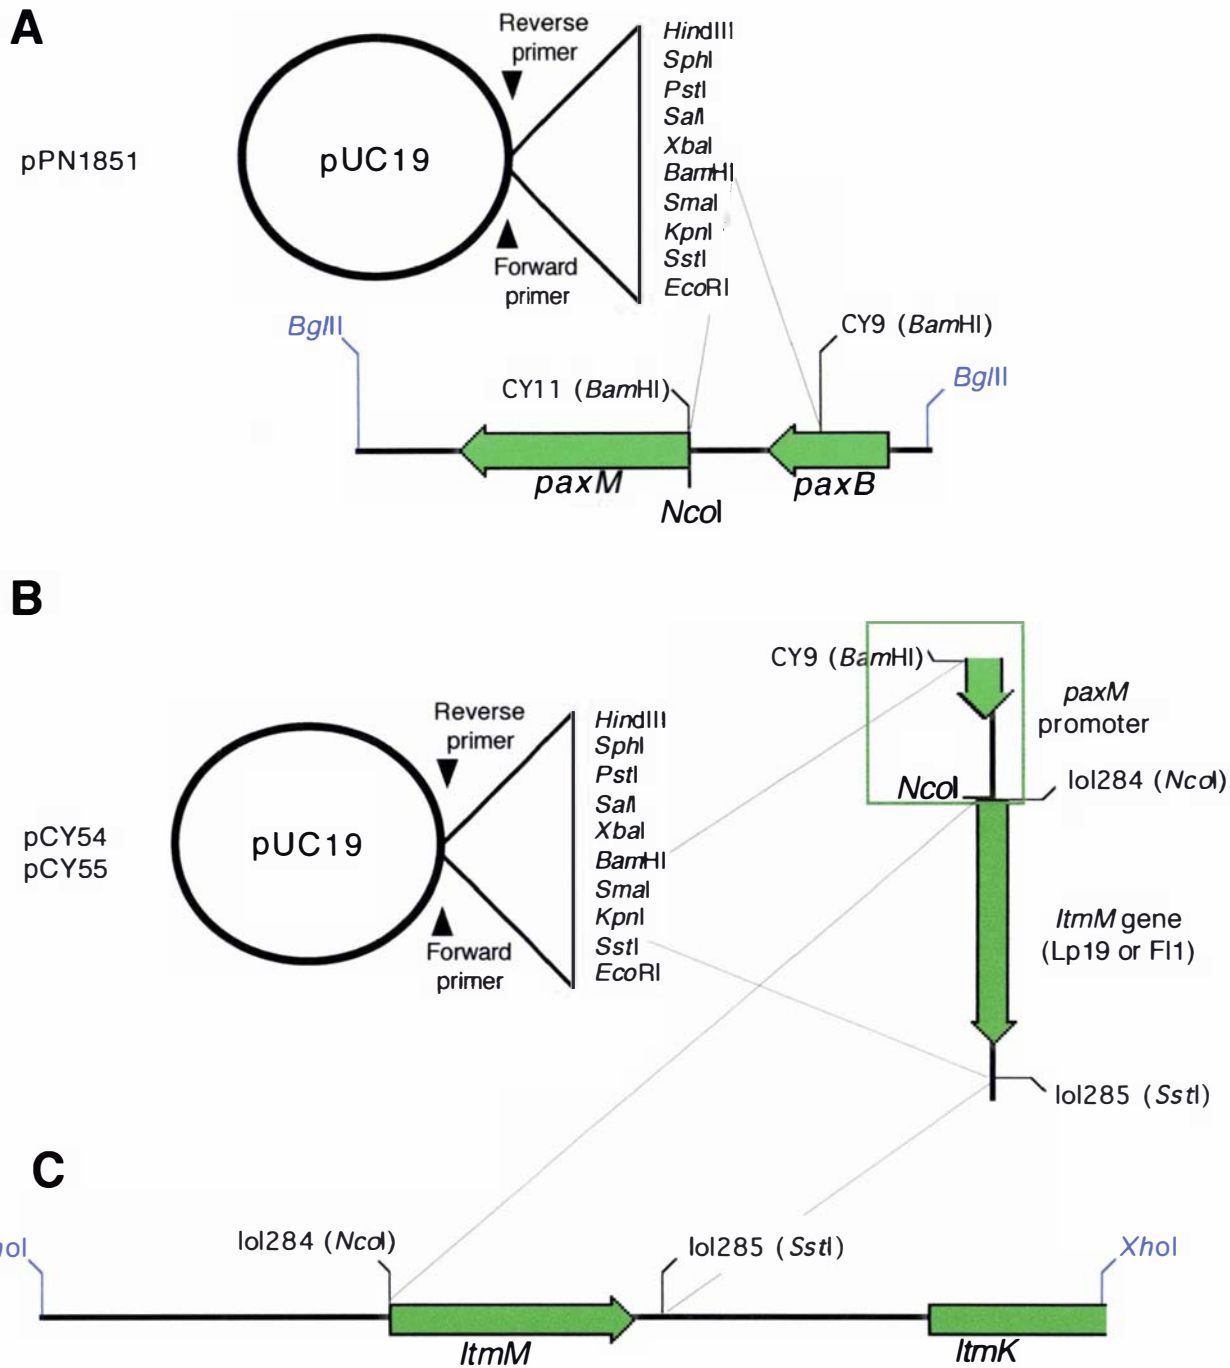 A
Reverse
primer
pPN1851
pUC19
HindIII
SphI
PstI
SalI
XbaI
BamHI
SmaI
KpnI
SstI
EcoRI
Forward
primer
BglII
CY9 (BamHI)
CY11 (BamHI)
BglII
paxM
paxB
NcoI
B
CY9 (BamHI)
paxM
promoter
Reverse
primer
NcoI
lol284 (NcoI)
pCY54
pCY55
pUC19
HindIII
SphI
PstI
SalI
XbaI
BamHI
SmaI
KpnI
SstI
EcoRI
Forward
primer
ltmM gene
(Lp19 or Fl1)
lol285 (SstI)
C
hoI
lol284 (NcoI)
lol285 (SstI)
XhoI
ltmM
ltmK